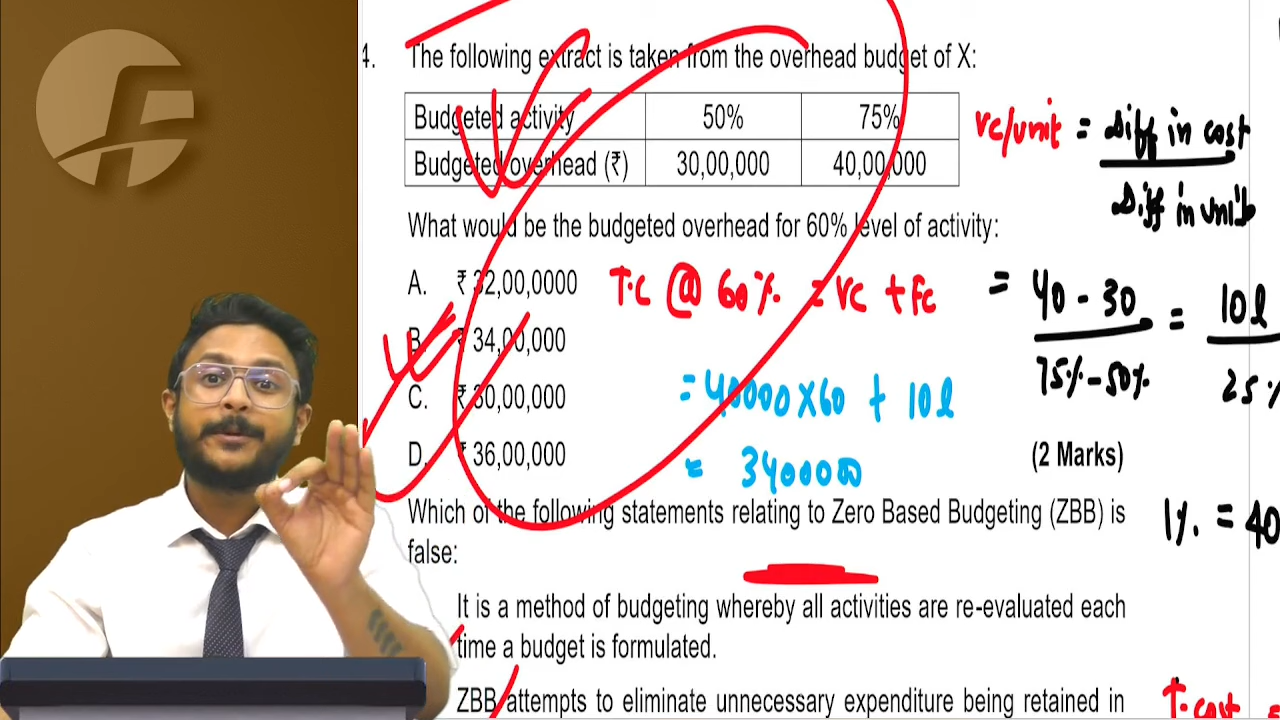 4. The following extract is taken from the overhead budget of X:
Budgeted activity 50% 75%
Budgeted overhead (₹) 30,00,000 40,00,000
What would be the budgeted overhead for 60% level of activity:
A. ₹ 32,00,0000
B. ₹ 34,00,000
C. ₹ 30,00,000
D. ₹ 36,00,000
(2 Marks)
Which of the following statements relating to Zero Based Budgeting (ZBB) is
false:
It is a method of budgeting whereby all activities are re-evaluated each
time a budget is formulated.
ZBB attempts to eliminate unnecessary expenditure being retained in
T.C @ 60% = VC + FC
= 40000 X 60 + 10l
= 3400000
VC/unit = Diff in cost
Diff in units
= 40 - 30 = 10l
75% - 50% 25%
1% = 40
T.cost =